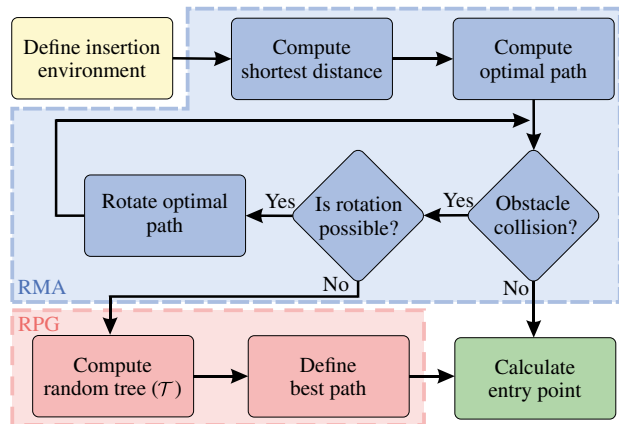 Define insertion
environment
Compute
shortest distance
Compute
optimal path
Rotate optimal
path
Yes
Is rotation
possible?
Yes
Obstacle
collision?
RMA
No
No
RPG
Compute
random tree (𝒯)
Define
best path
Calculate
entry point